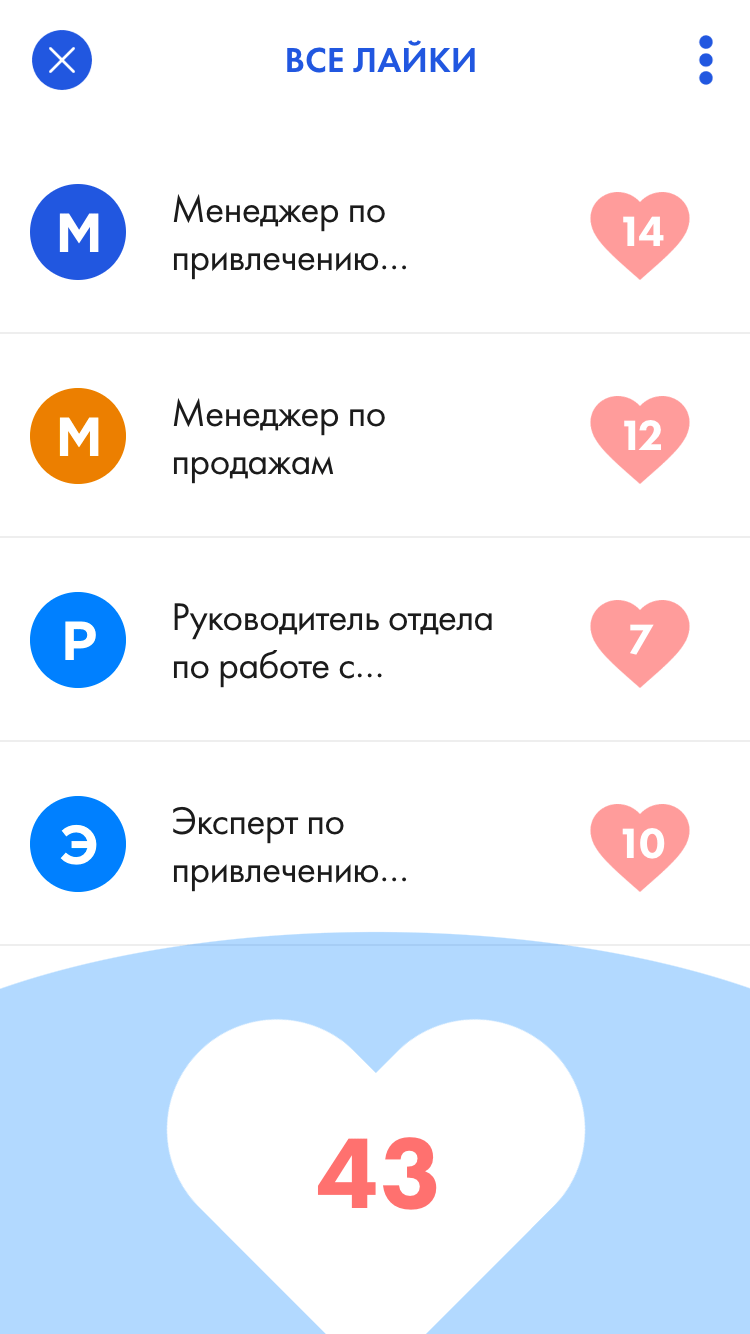 ВСЕ ЛАЙКИ
М
Менеджер по
привлечению...
14
М
Менеджер по
продажам
12
Р
Руководитель отдела
по работе с...
7
Э
Эксперт по
привлечению...
10
43